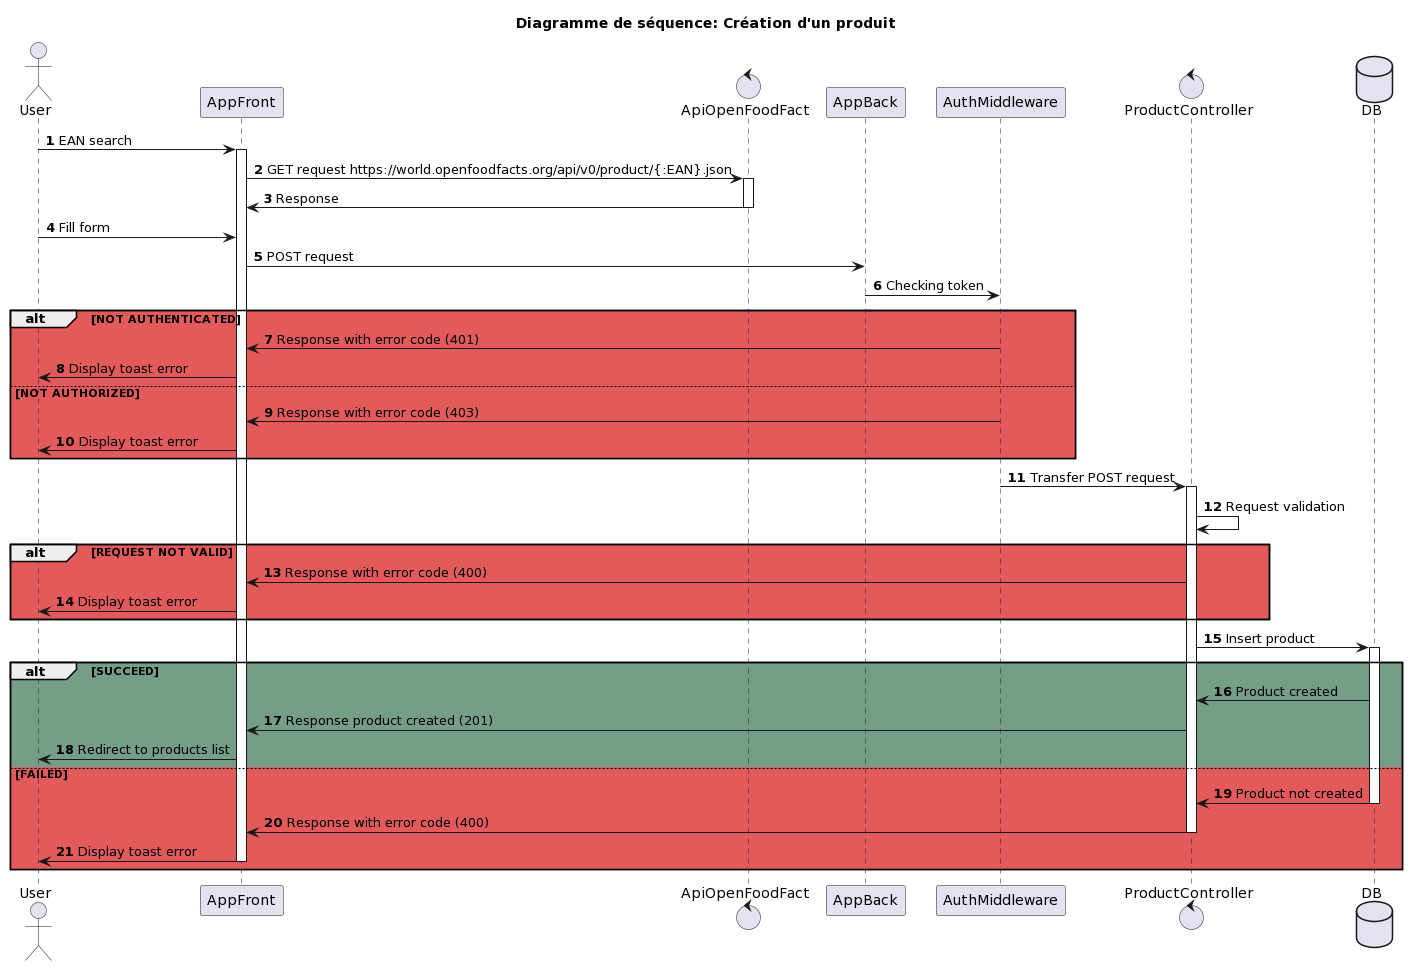 Diagramme de séquence: Création d'un produit
User
AppFront
ApiOpenFoodFact
AppBack
AuthMiddleware
ProductController
DB
1 EAN search
2 GET request https://world.openfoodfacts.org/api/v0/product/{:EAN}.json
3 Response
4 Fill form
5 POST request
6 Checking token
alt [NOT AUTHENTICATED]
7 Response with error code (401)
8 Display toast error
[NOT AUTHORIZED]
9 Response with error code (403)
10 Display toast error
11 Transfer POST request
12 Request validation
alt [REQUEST NOT VALID]
13 Response with error code (400)
14 Display toast error
15 Insert product
alt [SUCCEED]
16 Product created
17 Response product created (201)
18 Redirect to products list
[FAILED]
19 Product not created
20 Response with error code (400)
21 Display toast error
User
AppFront
ApiOpenFoodFact
AppBack
AuthMiddleware
ProductController
DB